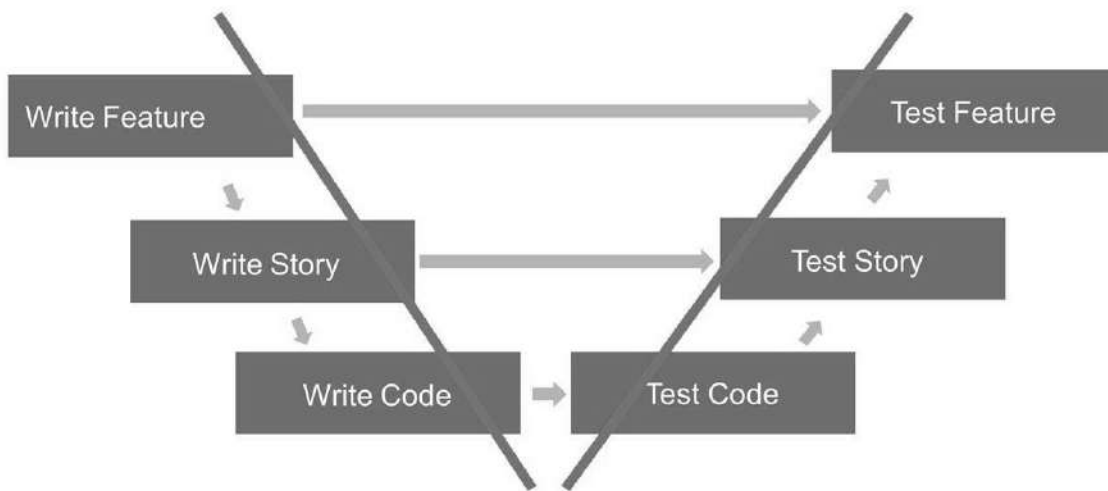 Write Feature
Test Feature
Write Story
Test Story
Write Code
Test Code